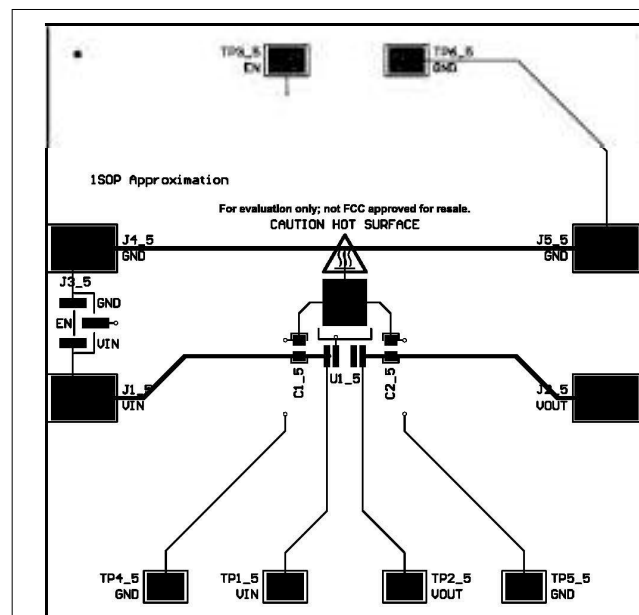 TP3_5
EN
TP6_5
GND
1SOP Approximation
For evaluation only; not FCC approved for resale.
CAUTION HOT SURFACE
J4_5
GND
J5_5
GND
J3_5
GND
EN
VIN
C1_5
U1_5
C2_5
J1_5
VIN
J2_5
VOUT
TP4_5
GND
TP1_5
VIN
TP2_5
VOUT
TP5_5
GND